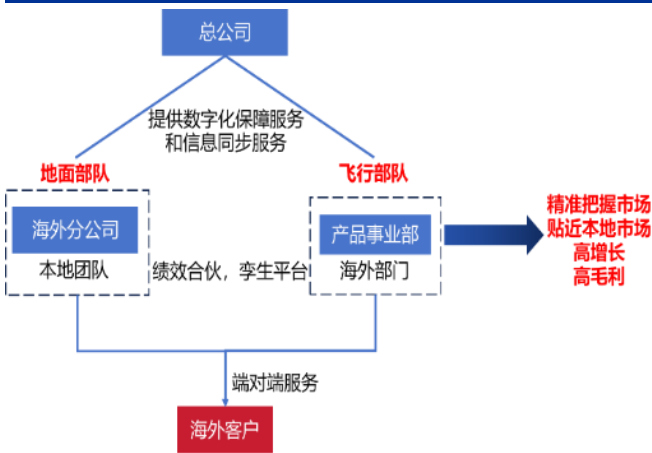 总公司
提供数字化保障服务
和信息同步服务
地面部队
飞行部队
海外分公司
本地团队
绩效合伙，孪生平台
产品事业部
海外部门
精准把握市场
贴近本地市场
高增长
高毛利
端对端服务
海外客户